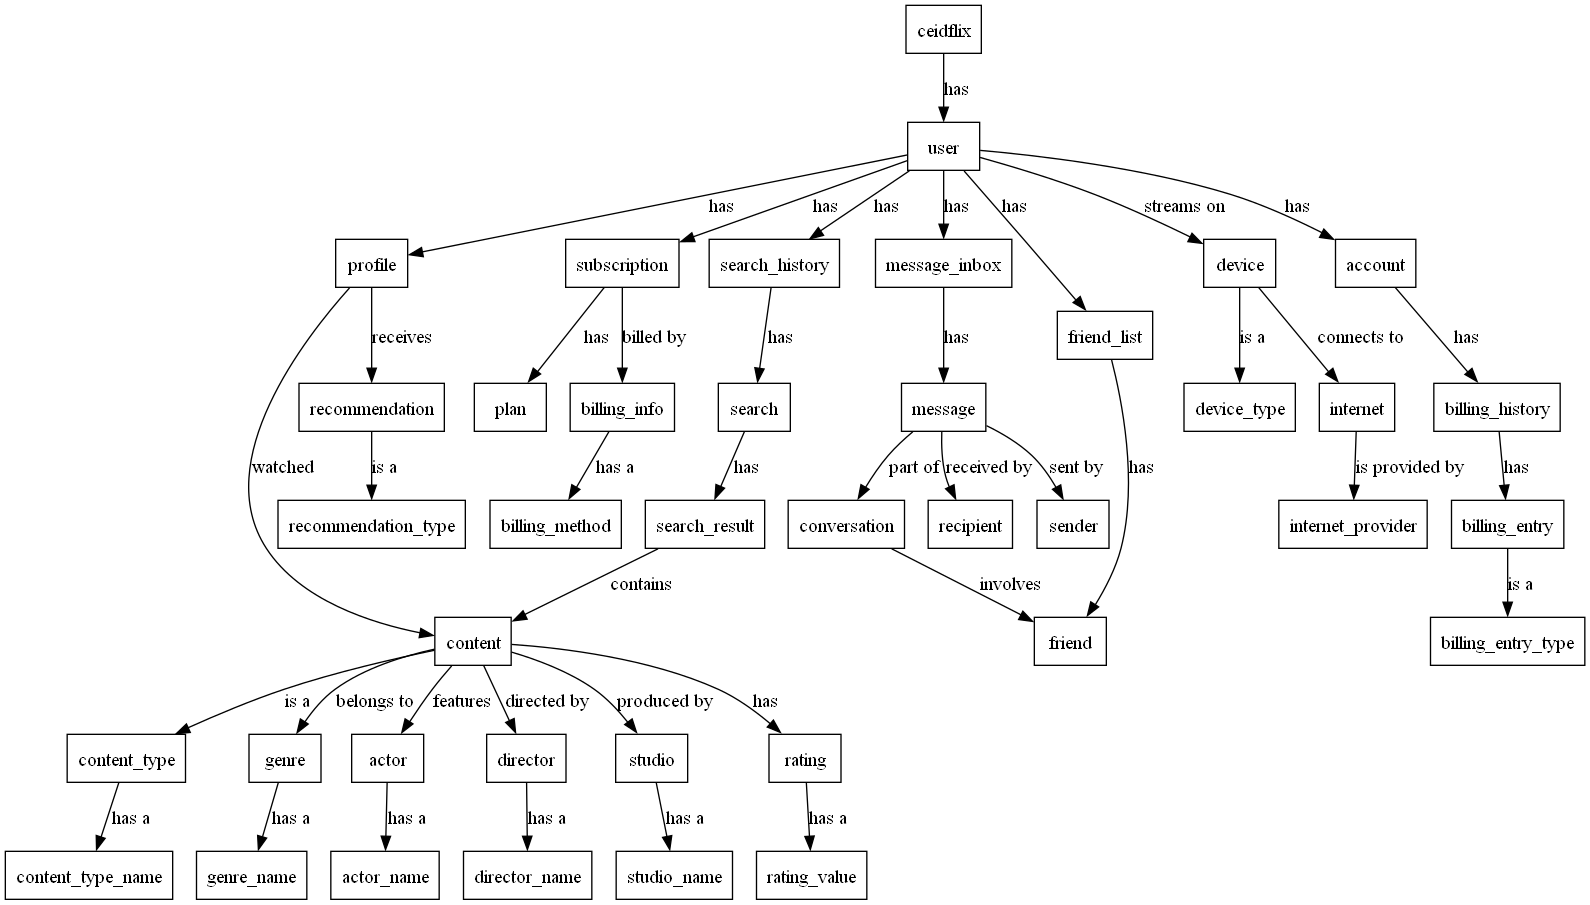 ceidflix
has
user
has
has
has
has
has
streams on
has
profile
subscription
search_history
message_inbox
device
account
friend_list
receives
has
billed by
has
has
is a
connects to
has
recommendation
plan
billing_info
search
message
device_type
internet
billing_history
watched
is a
has a
has
part of
received by
sent by
has
is provided by
has
recommendation_type
billing_method
search_result
conversation
recipient
sender
internet_provider
billing_entry
contains
involves
is a
content
friend
billing_entry_type
is a
belongs to
features
directed by
produced by
has
content_type
genre
actor
director
studio
rating
has a
has a
has a
has a
has a
has a
content_type_name
genre_name
actor_name
director_name
studio_name
rating_value